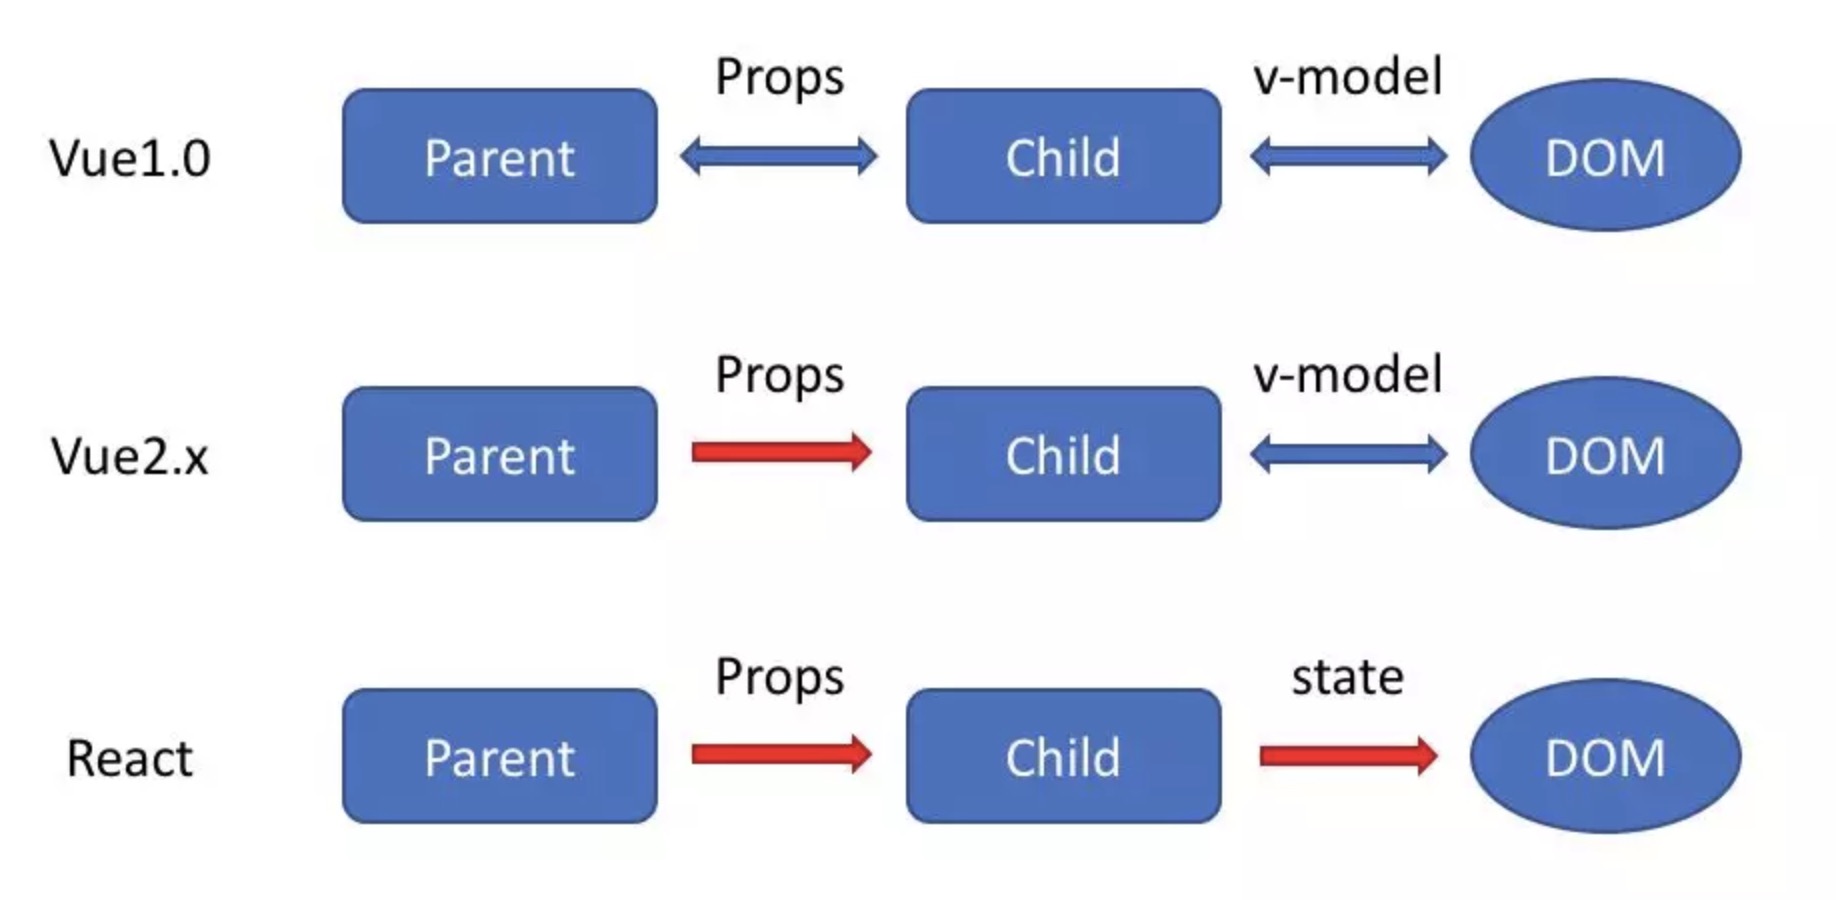 Props v-model
Vue1.0 Parent Child DOM
Props v-model
Vue2.x Parent Child DOM
Props state
React Parent Child DOM